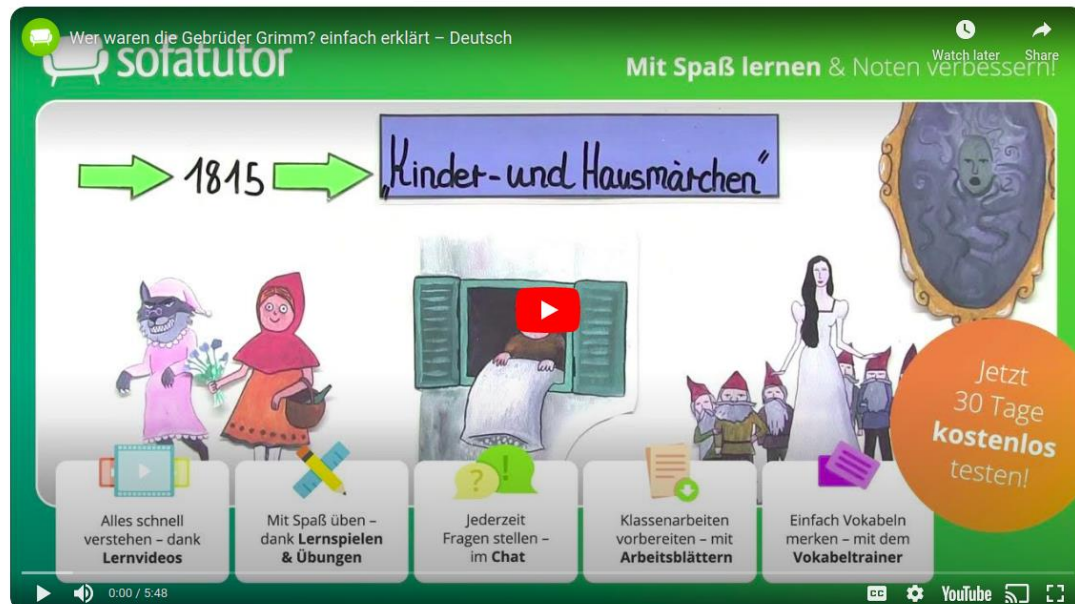 Wer waren die Gebrüder Grimm? einfach erklärt – Deutsch
Watch later
Share
sofatutor
Mit Spaß lernen & Noten verbessern!
1815
„Kinder- und Hausmärchen“
Jetzt
30 Tage
kostenlos
testen!
Alles schnell
verstehen – dank
Lernvideos
Mit Spaß üben –
dank Lernspielen
& Übungen
Jederzeit
Fragen stellen –
im Chat
Klassenarbeiten
vorbereiten – mit
Arbeitsblättern
Einfach Vokabeln
merken – mit dem
Vokabeltrainer
0:00 / 5:48
CC
YouTube